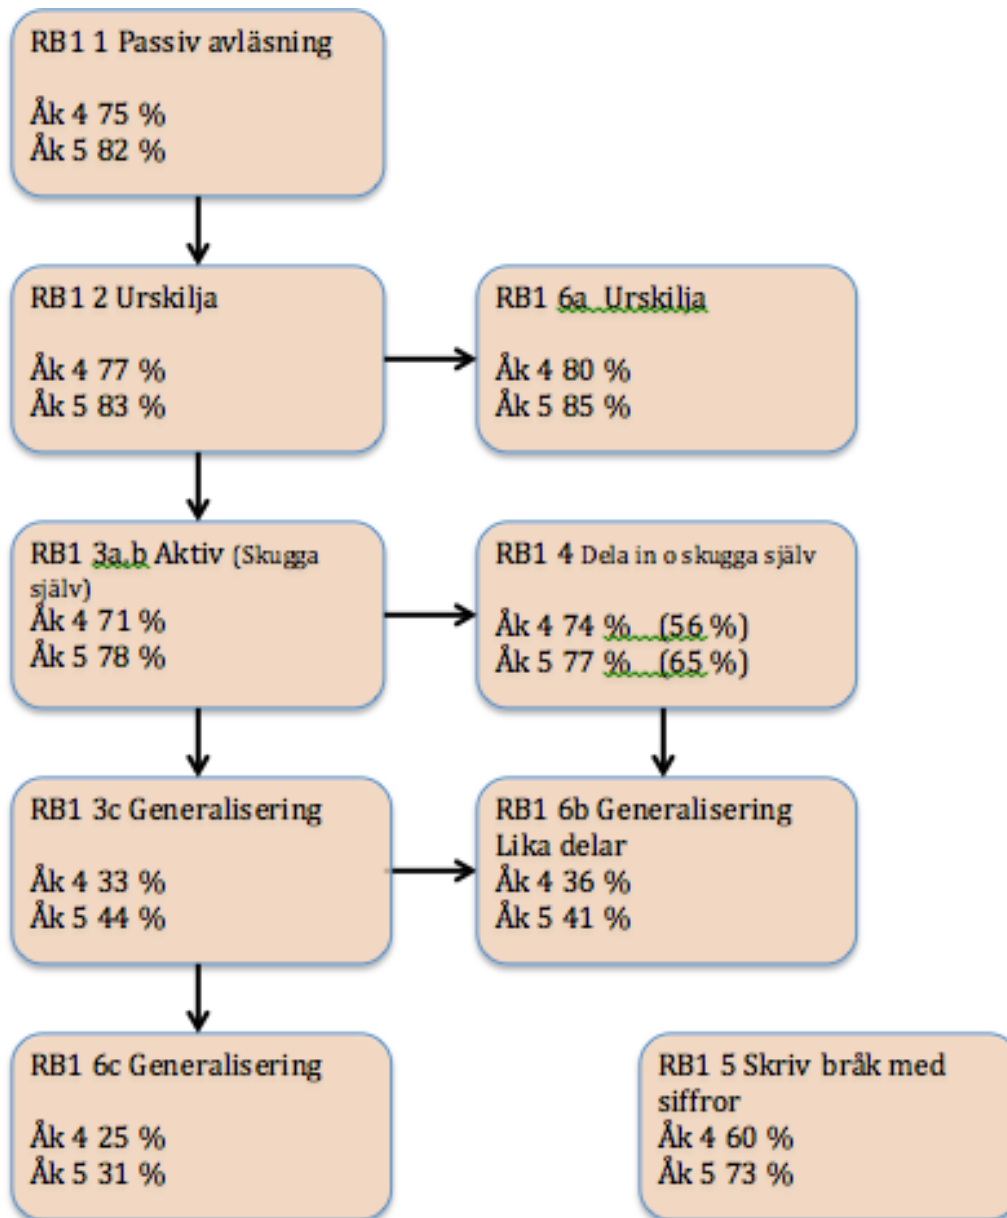 RB1 1 Passiv avläsning
Åk 4 75 %
Åk 5 82 %
RB1 2 Urskilja
Åk 4 77 %
Åk 5 83 %
RB1 6a Urskilja
Åk 4 80 %
Åk 5 85 %
RB1 3a,b Aktiv (Skugga
själv)
Åk 4 71 %
Åk 5 78 %
RB1 4 Dela in o skugga själv
Åk 4 74 % (56 %)
Åk 5 77 % (65 %)
RB1 3c Generalisering
Åk 4 33 %
Åk 5 44 %
RB1 6b Generalisering
Lika delar
Åk 4 36 %
Åk 5 41 %
RB1 6c Generalisering
Åk 4 25 %
Åk 5 31 %
RB1 5 Skriv bråk med
siffror
Åk 4 60 %
Åk 5 73 %